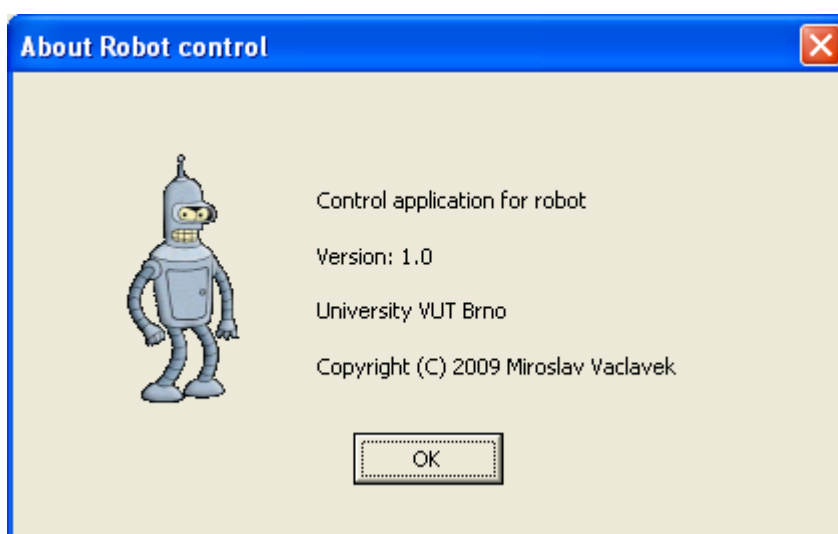 About Robot control
Control application for robot
Version: 1.0
University VUT Brno
Copyright (C) 2009 Miroslav Vaclavek
OK